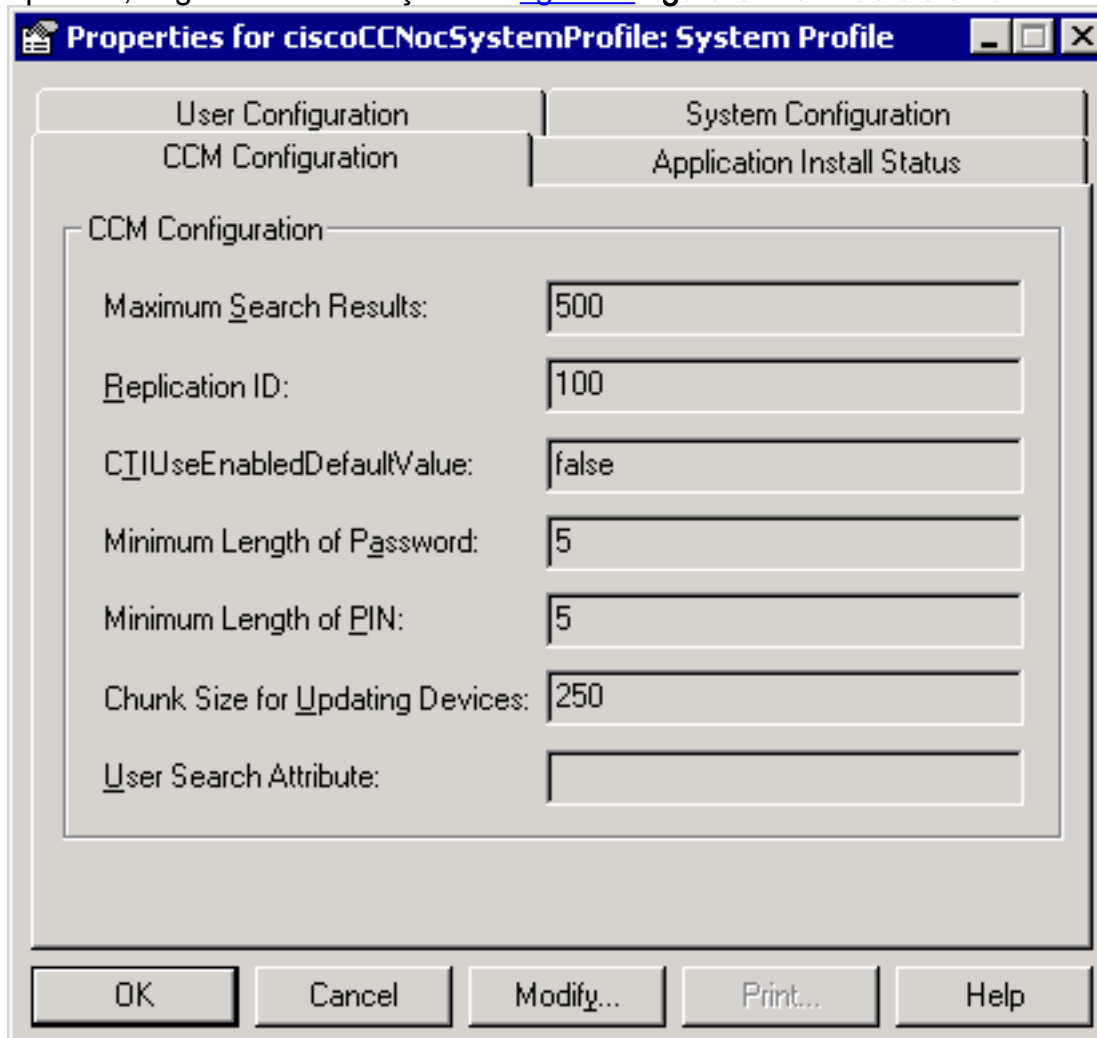 Properties for ciscoCCNocSystemProfile: System Profile
User Configuration System Configuration
CCM Configuration Application Install Status
CCM Configuration
Maximum Search Results: 500
Replication ID: 100
CTIUseEnabledDefaultValue: false
Minimum Length of Password: 5
Minimum Length of PIN: 5
Chunk Size for Updating Devices: 250
User Search Attribute:
OK Cancel Modify... Print... Help